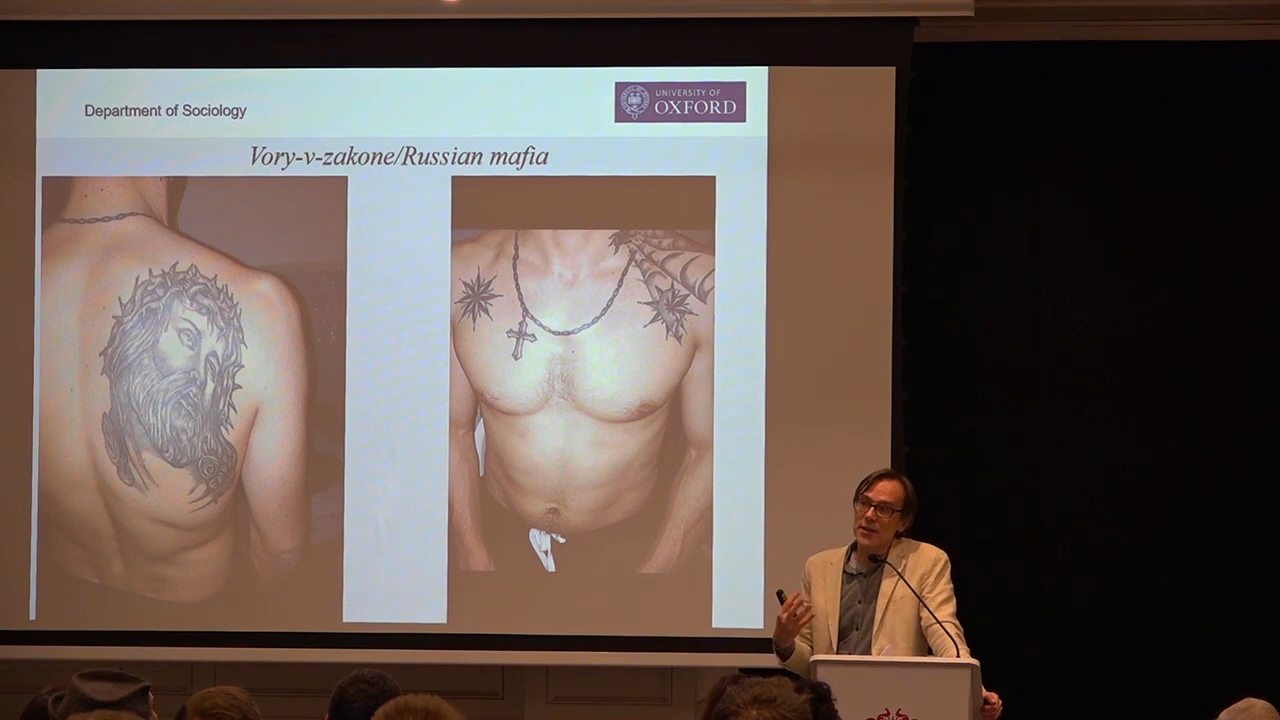 Department of Sociology
UNIVERSITY OF
OXFORD
Vory-v-zakone/Russian mafia